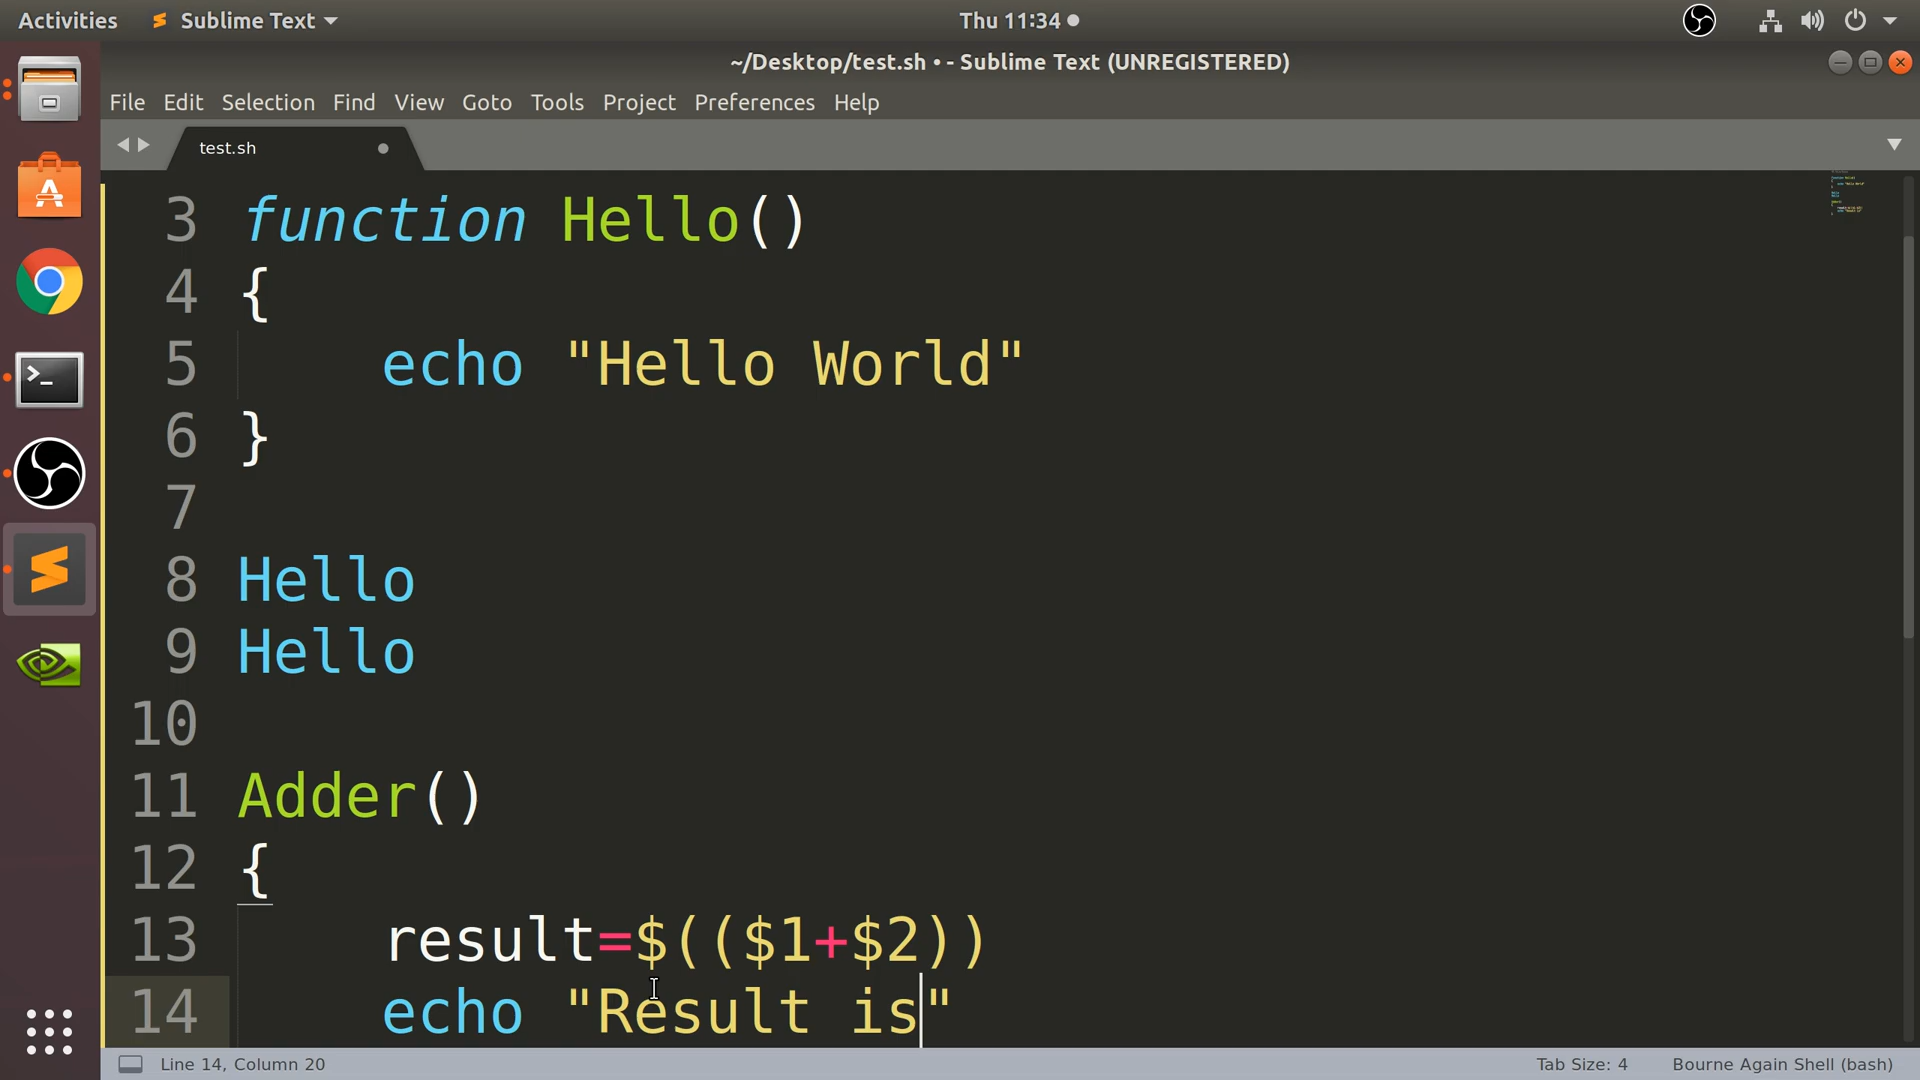 Activities Sublime Text Thu 11:34
~/Desktop/test.sh • - Sublime Text (UNREGISTERED)
File Edit Selection Find View Goto Tools Project Preferences Help
test.sh
3 function Hello()
4 {
5 echo "Hello World"
6 }
7
8 Hello
9 Hello
10
11 Adder()
12 {
13 result=$(($1+$2))
14 echo "Result is"
Line 14, Column 20 Tab Size: 4 Bourne Again Shell (bash)